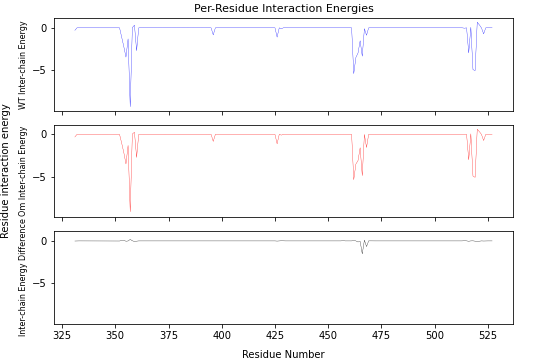 Per-Residue Interaction Energies
Residue interaction energy
WT Inter-chain Energy
0
−5
Om Inter-chain Energy
0
−5
Inter-chain Energy Difference
0
−5
325 350 375 400 425 450 475 500 525
Residue Number